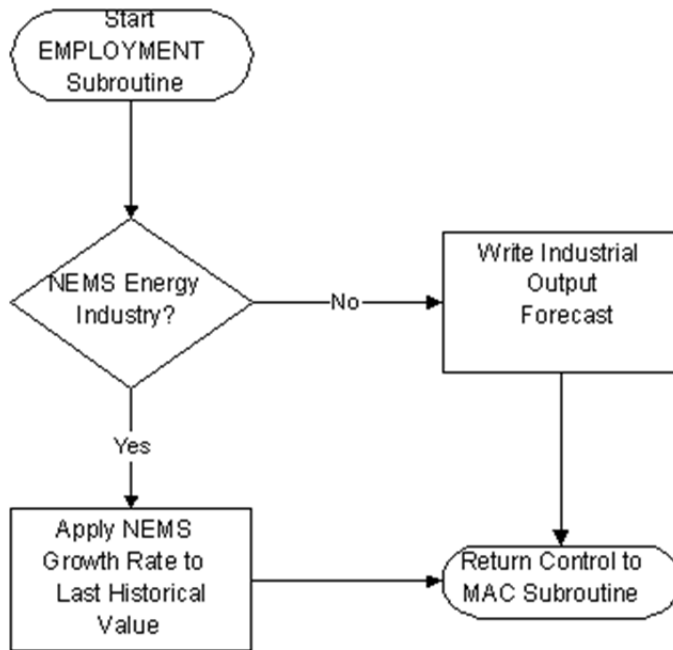 Start
EMPLOYMENT
Subroutine
NEMS Energy
Industry?
No
Write Industrial
Output
Forecast
Yes
Apply NEMS
Growth Rate to
Last Historical
Value
Return Control to
MAC Subroutine